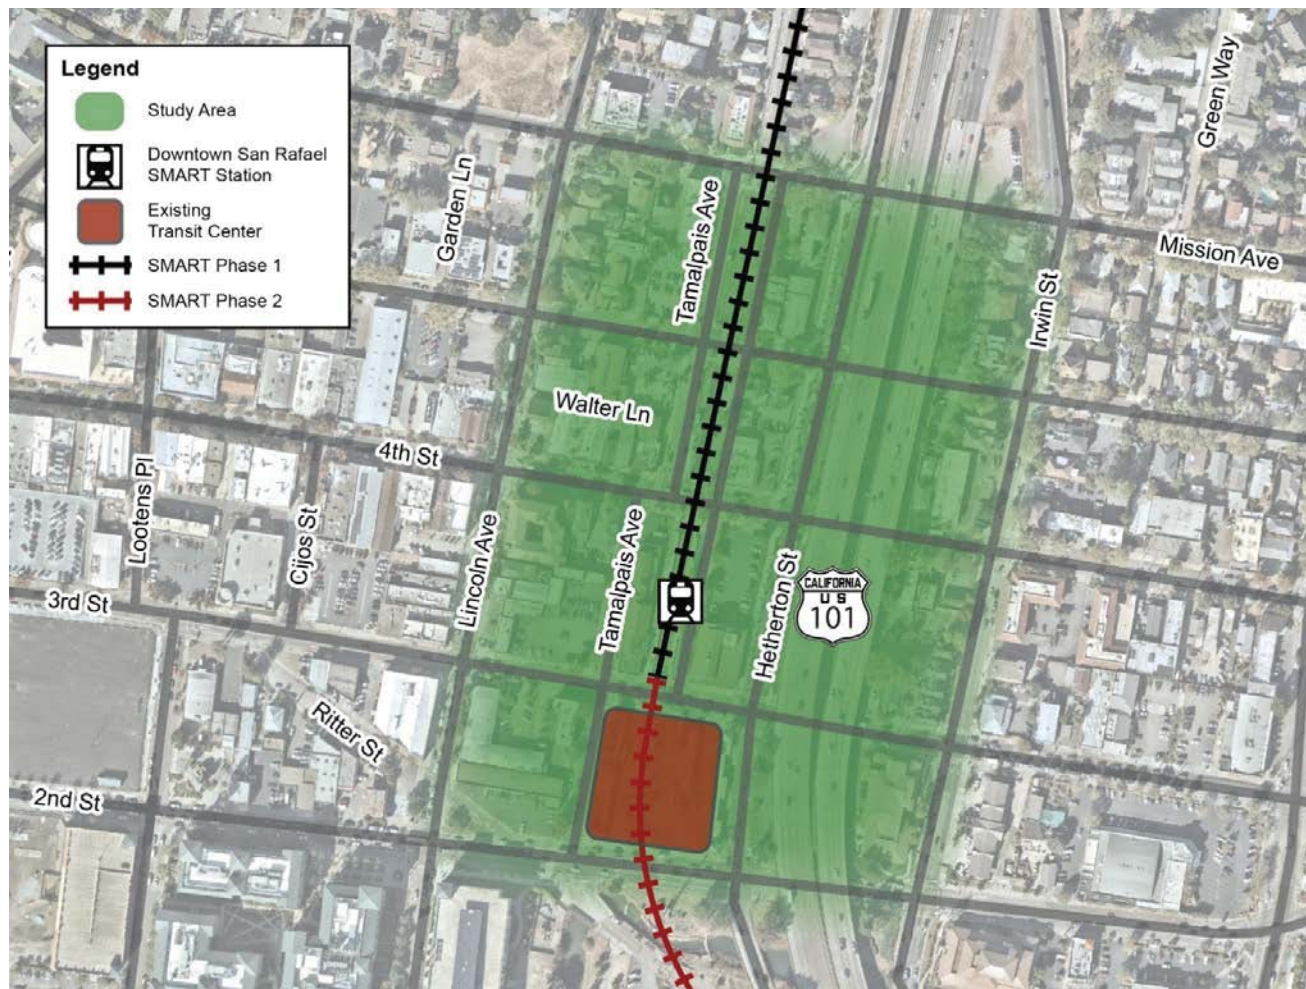 Legend
Study Area
Downtown San Rafael
SMART Station
Existing
Transit Center
SMART Phase 1
SMART Phase 2
Green Way
Garden Ln
Tamalpais Ave
Mission Ave
Irwin St
Walter Ln
4th St
Lootens Pl
Cijos St
Lincoln Ave
Tamalpais Ave
Hetherton St
CALIFORNIA
US
101
3rd St
Ritter St
2nd St